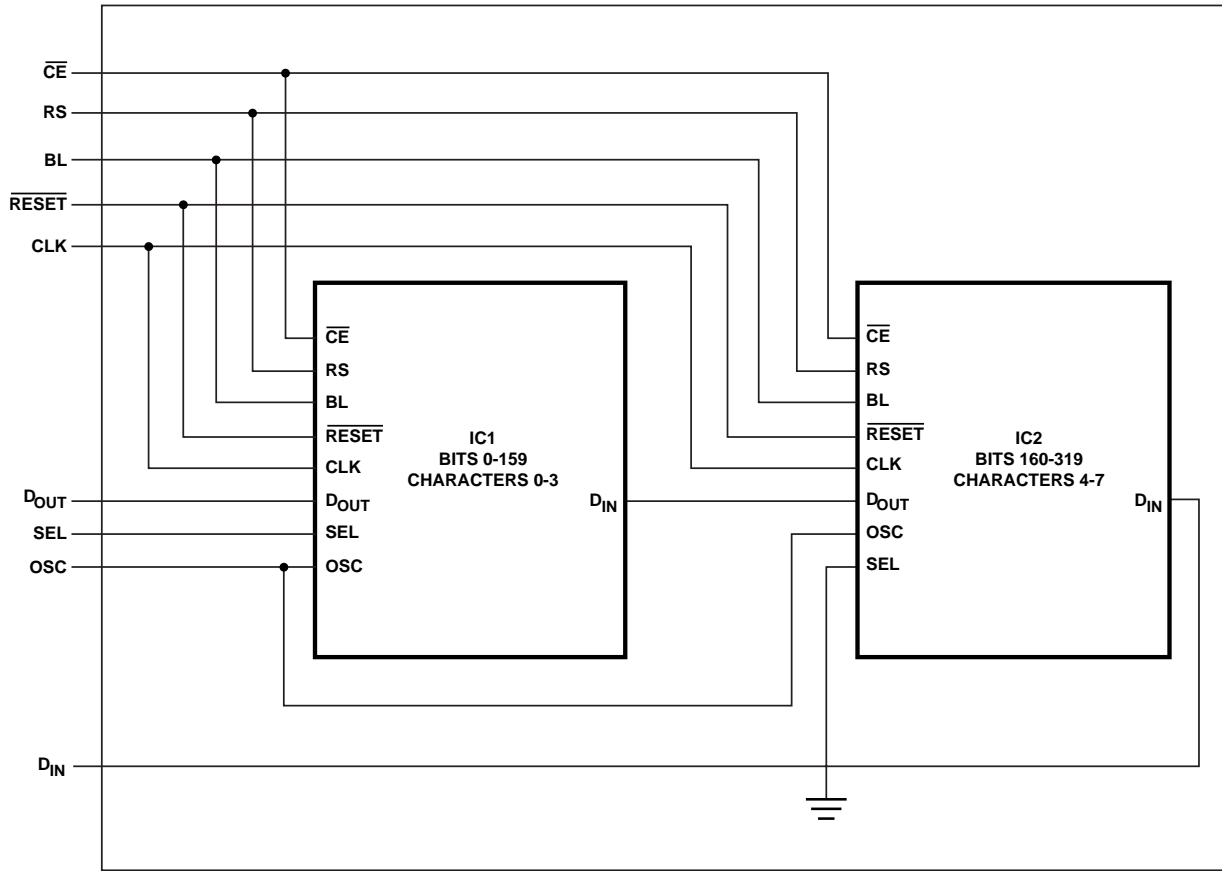 CE
RS
BL
RESET
CLK
DOUT
SEL
OSC
DIN
CE
RS
BL
RESET
CLK
DOUT
SEL
OSC
IC1
BITS 0-159
CHARACTERS 0-3
DIN
CE
RS
BL
RESET
CLK
DOUT
OSC
SEL
IC2
BITS 160-319
CHARACTERS 4-7
DIN